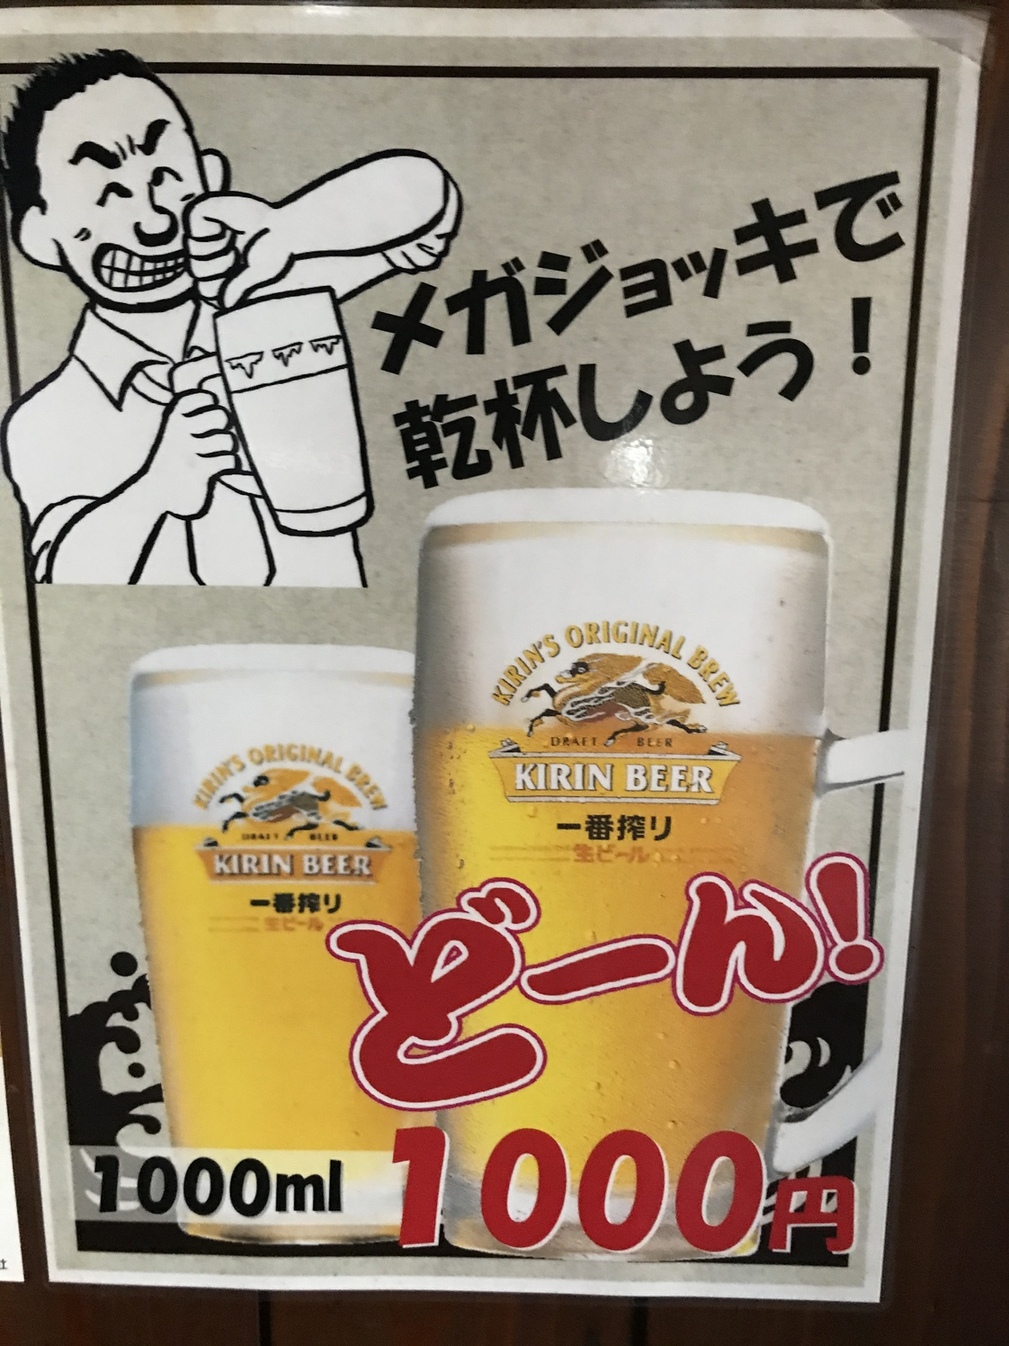 メガジョッキで
乾杯しよう！
KIRIN'S ORIGINAL BREW
DRAFT BEER
KIRIN BEER
一番搾り
生ビール
KIRIN'S ORIGINAL BREW
DRAFT BEER
KIRIN BEER
一番搾り
生ビール
どーん!
1000ml
1000円
社